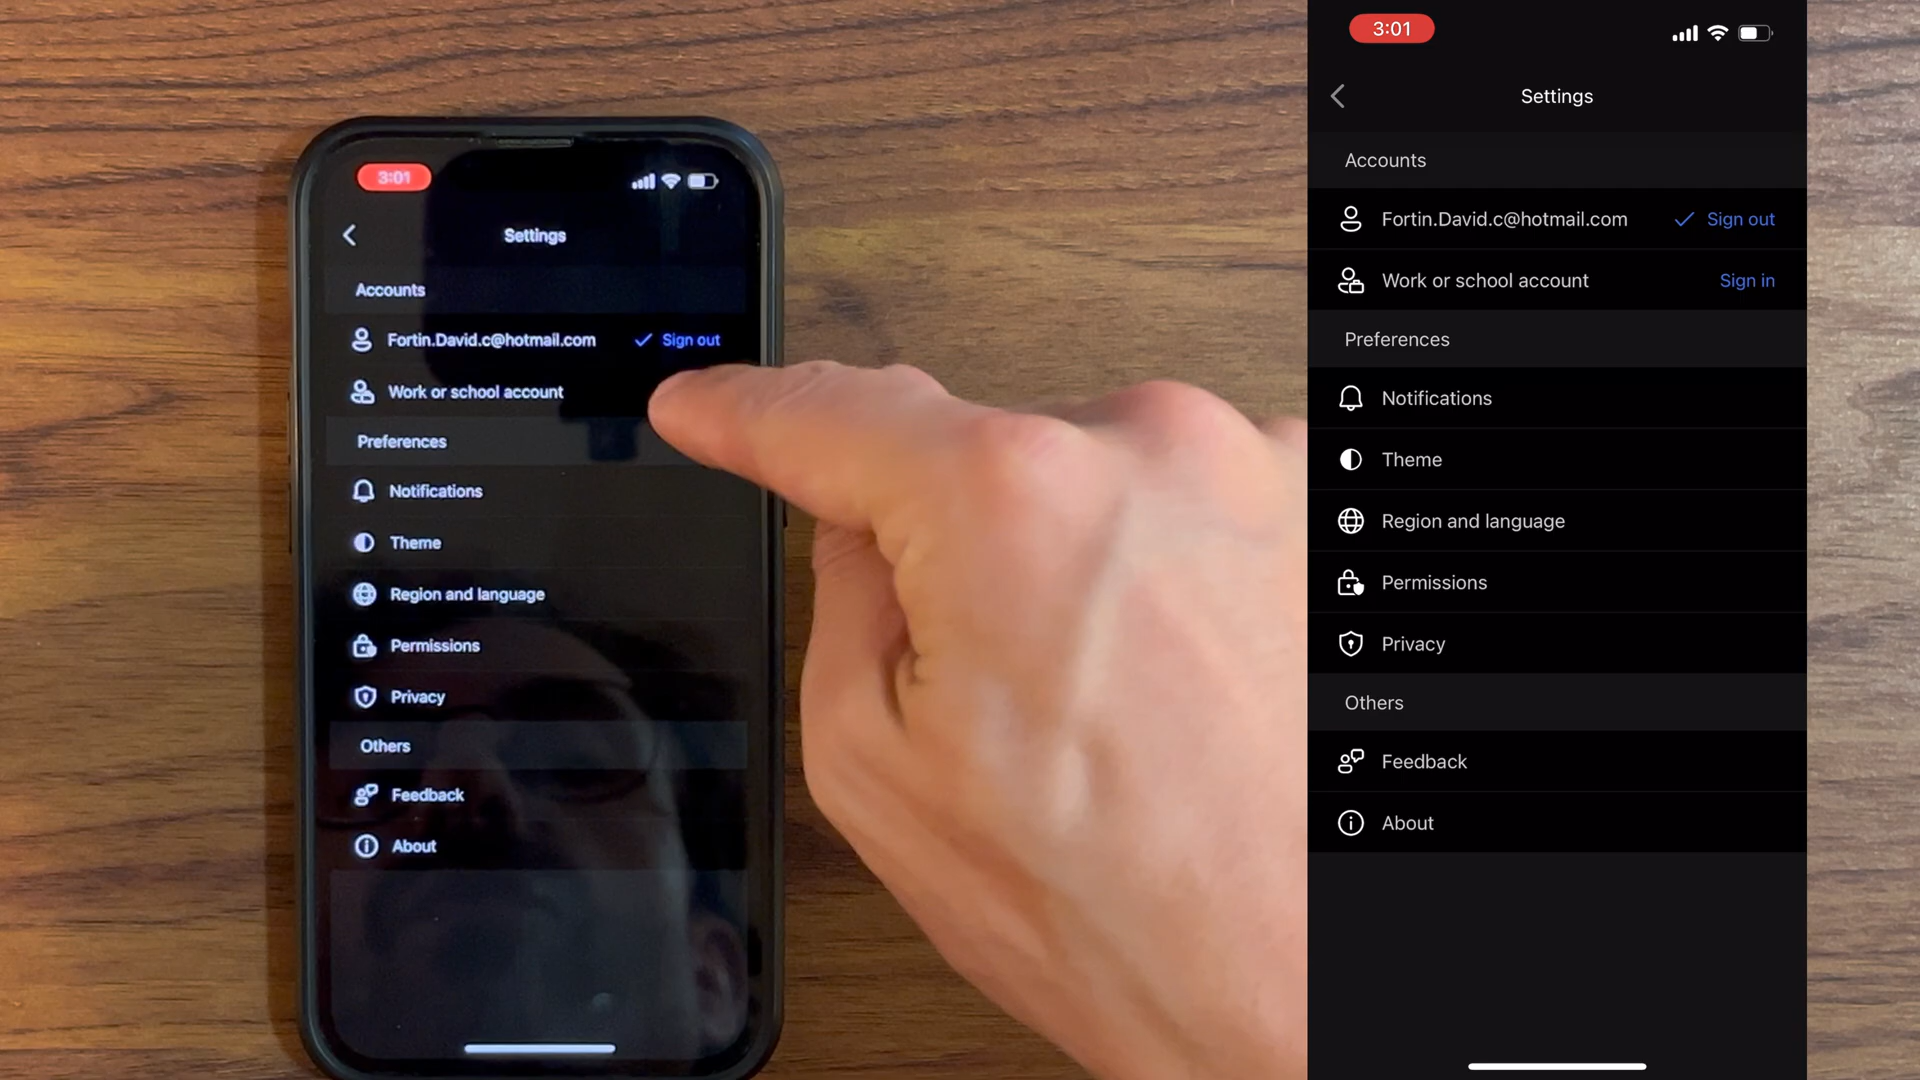 3:01
Settings
Accounts
Fortin.David.c@hotmail.com Sign out
Work or school account
Preferences
Notifications
Theme
Region and language
Permissions
Privacy
Others
Feedback
About
3:01
Settings
Accounts
Fortin.David.c@hotmail.com Sign out
Work or school account Sign in
Preferences
Notifications
Theme
Region and language
Permissions
Privacy
Others
Feedback
About